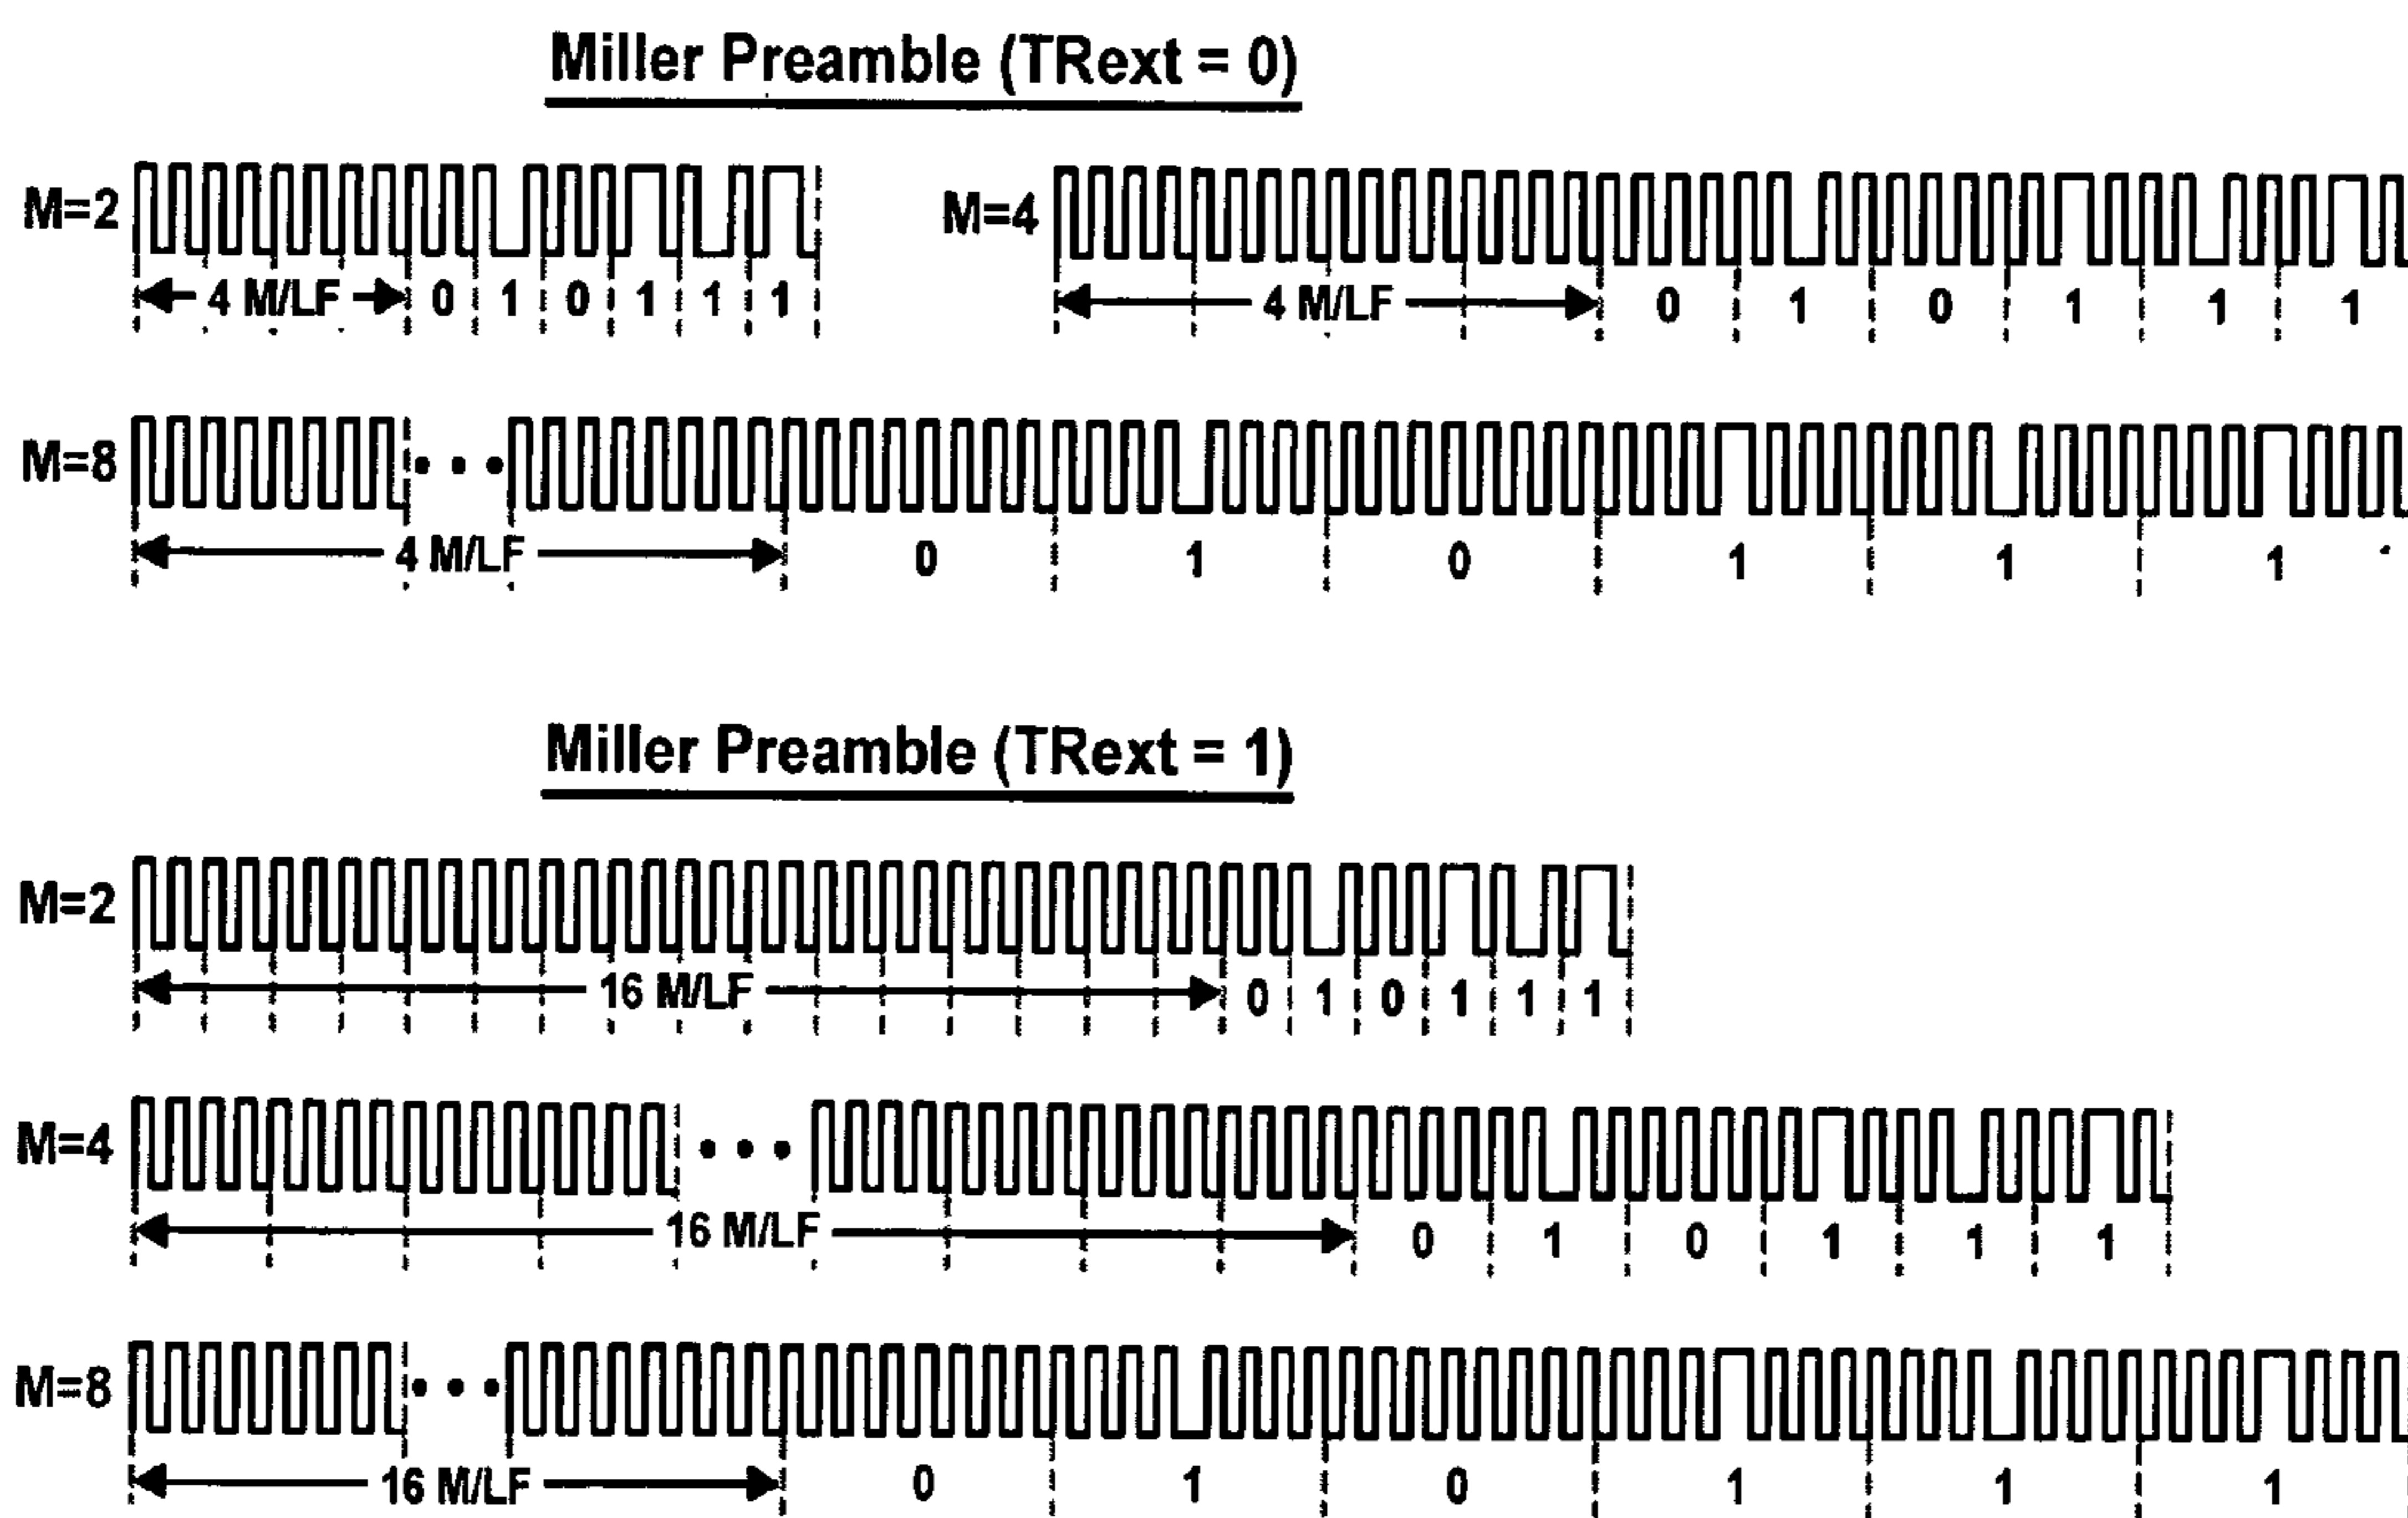 Miller Preamble (TRext = 0)
M=2
4 M/LF 0 1 0 1 1 1
M=4
4 M/LF 0 1 0 1 1 1
M=8
4 M/LF 0 1 0 1 1 1
Miller Preamble (TRext = 1)
M=2
16 M/LF 0 1 0 1 1 1
M=4
16 M/LF 0 1 0 1 1 1
M=8
16 M/LF 0 1 0 1 1 1